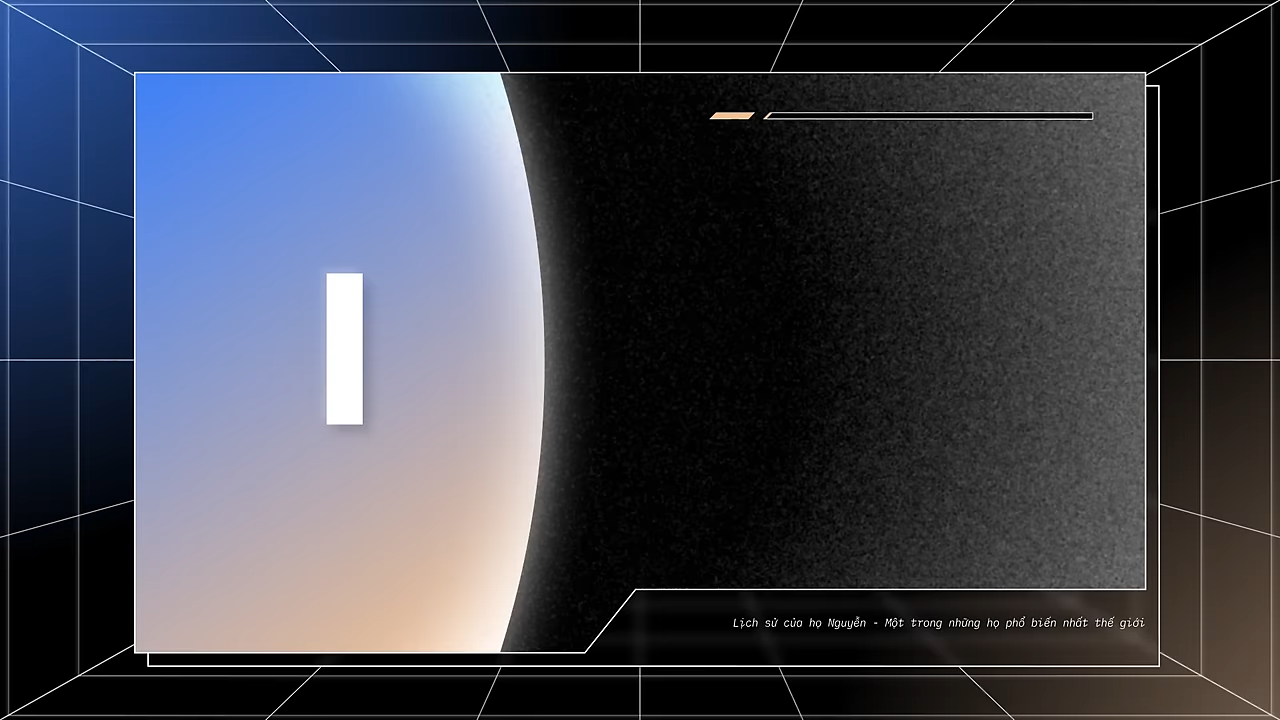 I
Lịch sử của họ Nguyễn - Một trong những họ phổ biến nhất thế giới